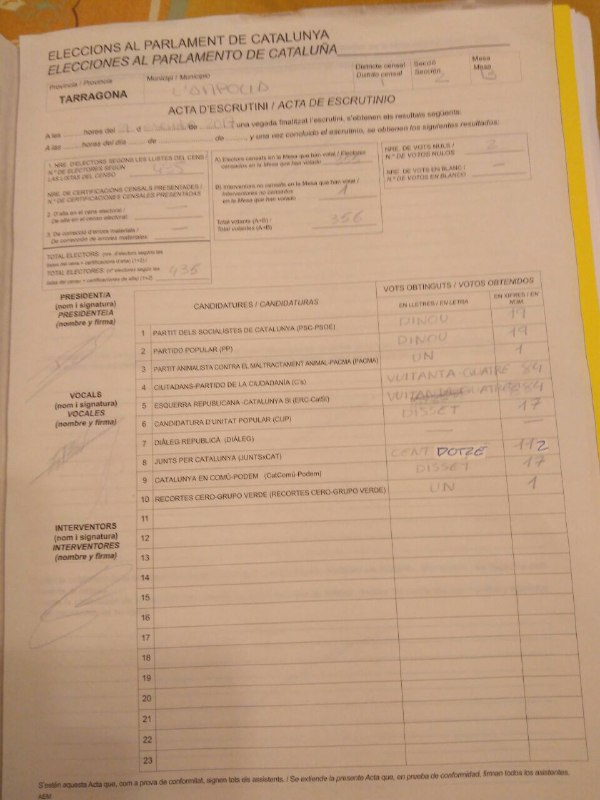 ELECCIONS AL PARLAMENT DE CATALUNYA
ELECCIONES AL PARLAMENTO DE CATALUÑA
Província / Provincia
Municipi / Municipio
Districte censal
Distrito censal
Secció
Sección
Mesa
Mesa
TARRAGONA
L'AMPOLLA
1
2
B
ACTA D'ESCRUTINI / ACTA DE ESCRUTINIO
A les ...... hores del 21 d de 2017 una vegada finalitzat l'escrutini, s'obtenen els resultats següents:
A las ...... horas del día ...... de ...... de ...... y una vez concluido el escrutinio, se obtienen los siguientes resultados:
1. NRE. D'ELECTORS SEGONS LES LLISTES DEL CENS /
N.º DE ELECTORES SEGÚN
LAS LISTAS DEL CENSO 435
NRE. DE CERTIFICACIONS CENSALS PRESENTADES /
N.º DE CERTIFICACIONES CENSALES PRESENTADAS
2. D'alta en el cens electoral /
De alta en el censo electoral:
3. De correcció d'errors materials /
De corrección de errores materiales
TOTAL ELECTORS: (nre. d'electors segons les
llistes del cens + certificacions d'alta) (1+2) /
TOTAL ELECTORES: (nº electores según las
listas del censo + certificaciones de alta) (1+2) 435
A) Electors censats en la Mesa que han votat / Electores
censados en la Mesa que han votado 355
B) Interventors no censats en la Mesa que han votat /
Interventores no censados
en la Mesa que han votado 1
Total votants (A+B) /
Total votantes (A+B) 356
NRE. DE VOTS NULS /
N.º DE VOTOS NULOS 2
NRE. DE VOTS EN BLANC /
N.º DE VOTOS EN BLANCO —
PRESIDENT/A
(nom i signatura)
PRESIDENTE/A
(nombre y firma)
VOCALS
(nom i signatura)
VOCALES
(nombre y firma)
INTERVENTORS
(nom i signatura)
INTERVENTORES
(nombre y firma)
CANDIDATURES / CANDIDATURAS
VOTS OBTINGUTS / VOTOS OBTENIDOS
EN LLETRES / EN LETRA
EN XIFRES / EN NÚM.
1 PARTIT DELS SOCIALISTES DE CATALUNYA (PSC-PSOE) DINOU 19
2 PARTIDO POPULAR (PP) DINOU 19
3 PARTIT ANIMALISTA CONTRA EL MALTRACTAMENT ANIMAL-PACMA (PACMA) UN 1
4 CIUTADANS-PARTIDO DE LA CIUDADANÍA (C's) VUITANTA-QUATRE 84
5 ESQUERRA REPUBLICANA-CATALUNYA SÍ (ERC-CatSí) VUITANTA-QUATRE 84
6 CANDIDATURA D'UNITAT POPULAR (CUP) DISSET 17
7 DIÀLEG REPUBLICÀ (DIÀLEG) — —
8 JUNTS PER CATALUNYA (JUNTSxCAT) CENT DOTZE 112
9 CATALUNYA EN COMÚ-PODEM (CatComú-Podem) DISSET 17
10 RECORTES CERO-GRUPO VERDE (RECORTES CERO-GRUPO VERDE) UN 1
11
12
13
14
15
16
17
18
19
20
21
22
23
S'estén aquesta Acta que, com a prova de conformitat, signen tots els assistents. / Se extiende la presente Acta que, en prueba de conformidad, firman todos los asistentes.
AEM